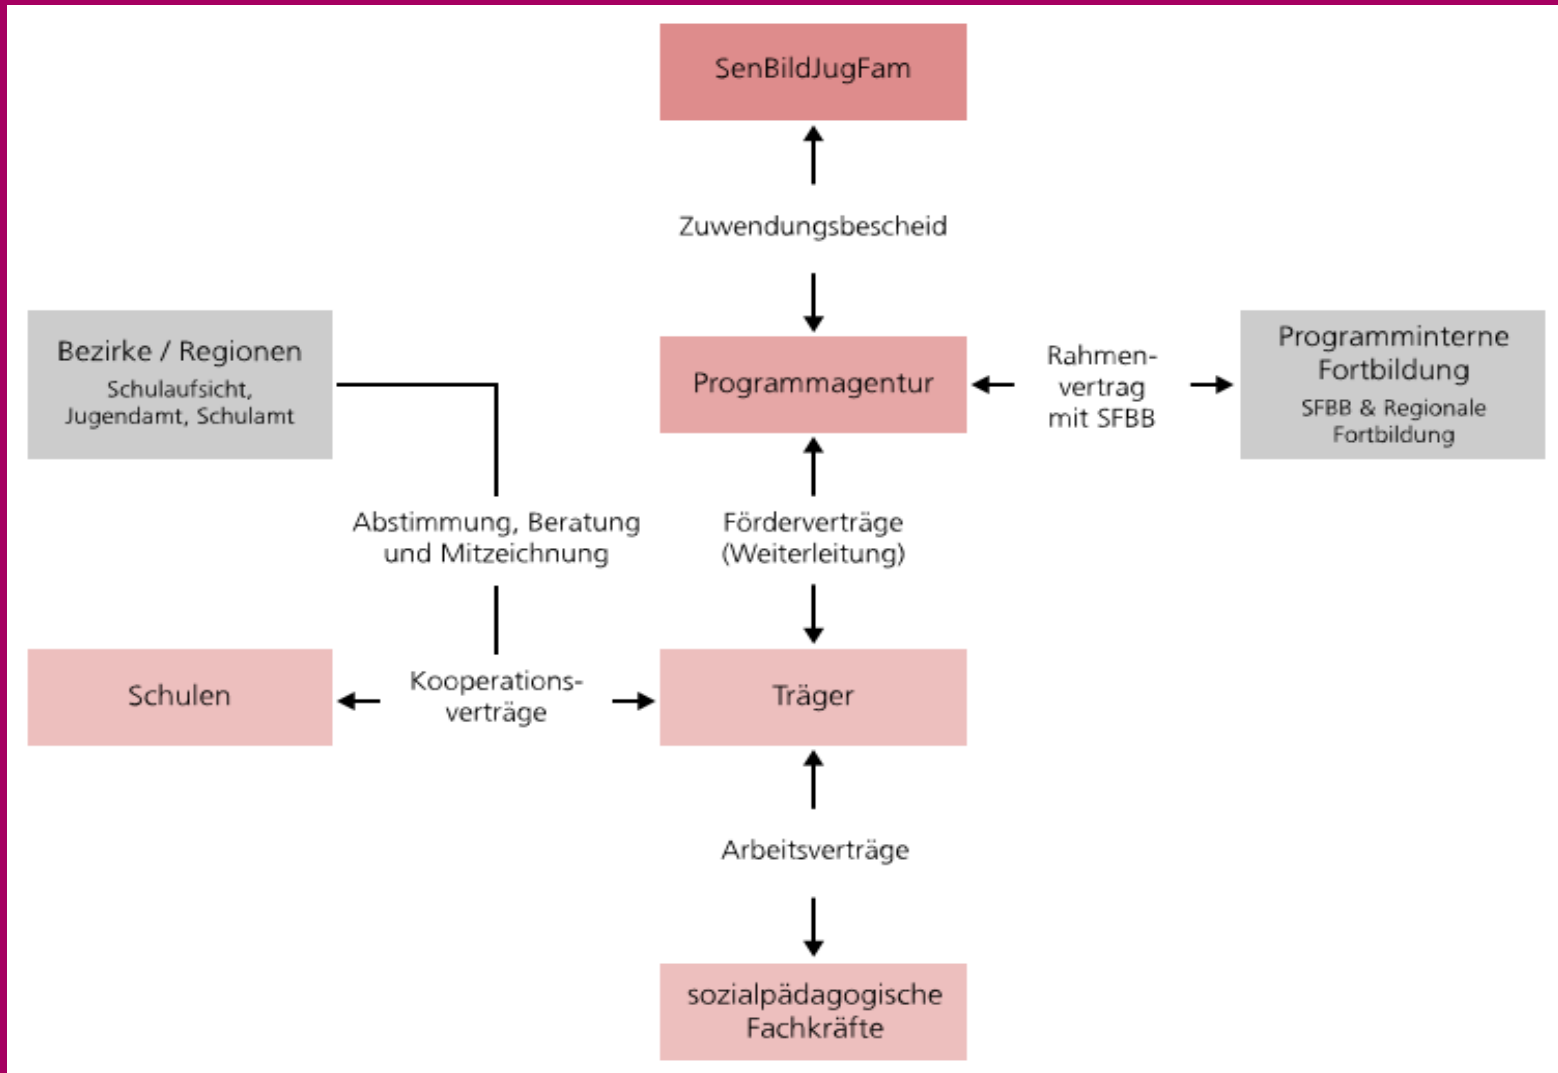 SenBildJugFam
Zuwendungsbescheid
Bezirke / Regionen
Schulaufsicht,
Jugendamt, Schulamt
Programmagentur
Rahmen-
vertrag
mit SFBB
Programminterne
Fortbildung
SFBB & Regionale
Fortbildung
Abstimmung, Beratung
und Mitzeichnung
Förderverträge
(Weiterleitung)
Schulen
Kooperations-
verträge
Träger
Arbeitsverträge
sozialpädagogische
Fachkräfte